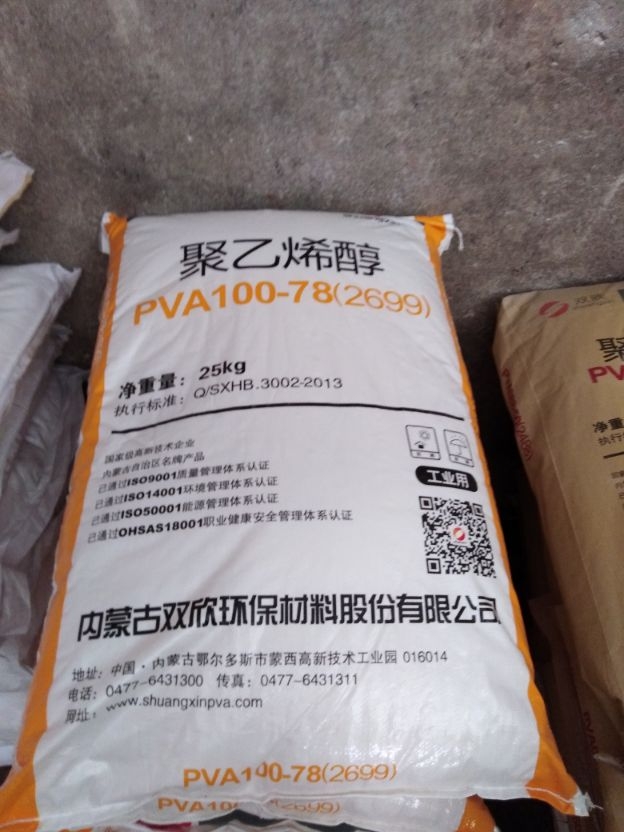 聚乙烯醇
PVA100-78(2699)
净重量：25kg
执行标准：Q/SXHB.3002-2013
国家级高新技术企业
内蒙古自治区名牌产品
已通过ISO9001质量管理体系认证
已通过ISO14001环境管理体系认证
已通过ISO50001能源管理体系认证
已通过OHSAS18001职业健康安全管理体系认证
工业用
内蒙古双欣环保材料股份有限公司
地址：中国·内蒙古鄂尔多斯市蒙西高新技术工业园 016014
电话：0477-6431300 传真：0477-6431311
网址：www.shuangxinpva.com
PVA100-78(2699)
双欣
聚
PV
净重
执行